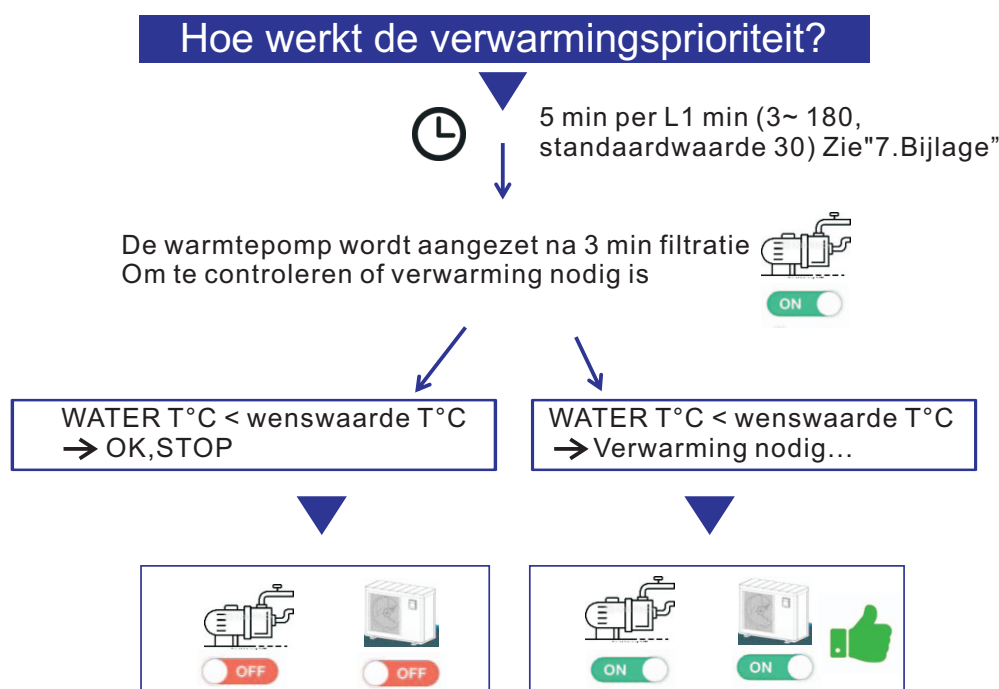 Hoe werkt de verwarmingsprioriteit?
5 min per L1 min (3~ 180,
standaardwaarde 30) Zie"7.Bijlage”
De warmtepomp wordt aangezet na 3 min filtratie
Om te controleren of verwarming nodig is
ON
WATER T°C < wenswaarde T°C
→ OK,STOP
WATER T°C < wenswaarde T°C
→ Verwarming nodig...
OFF
OFF
ON
ON